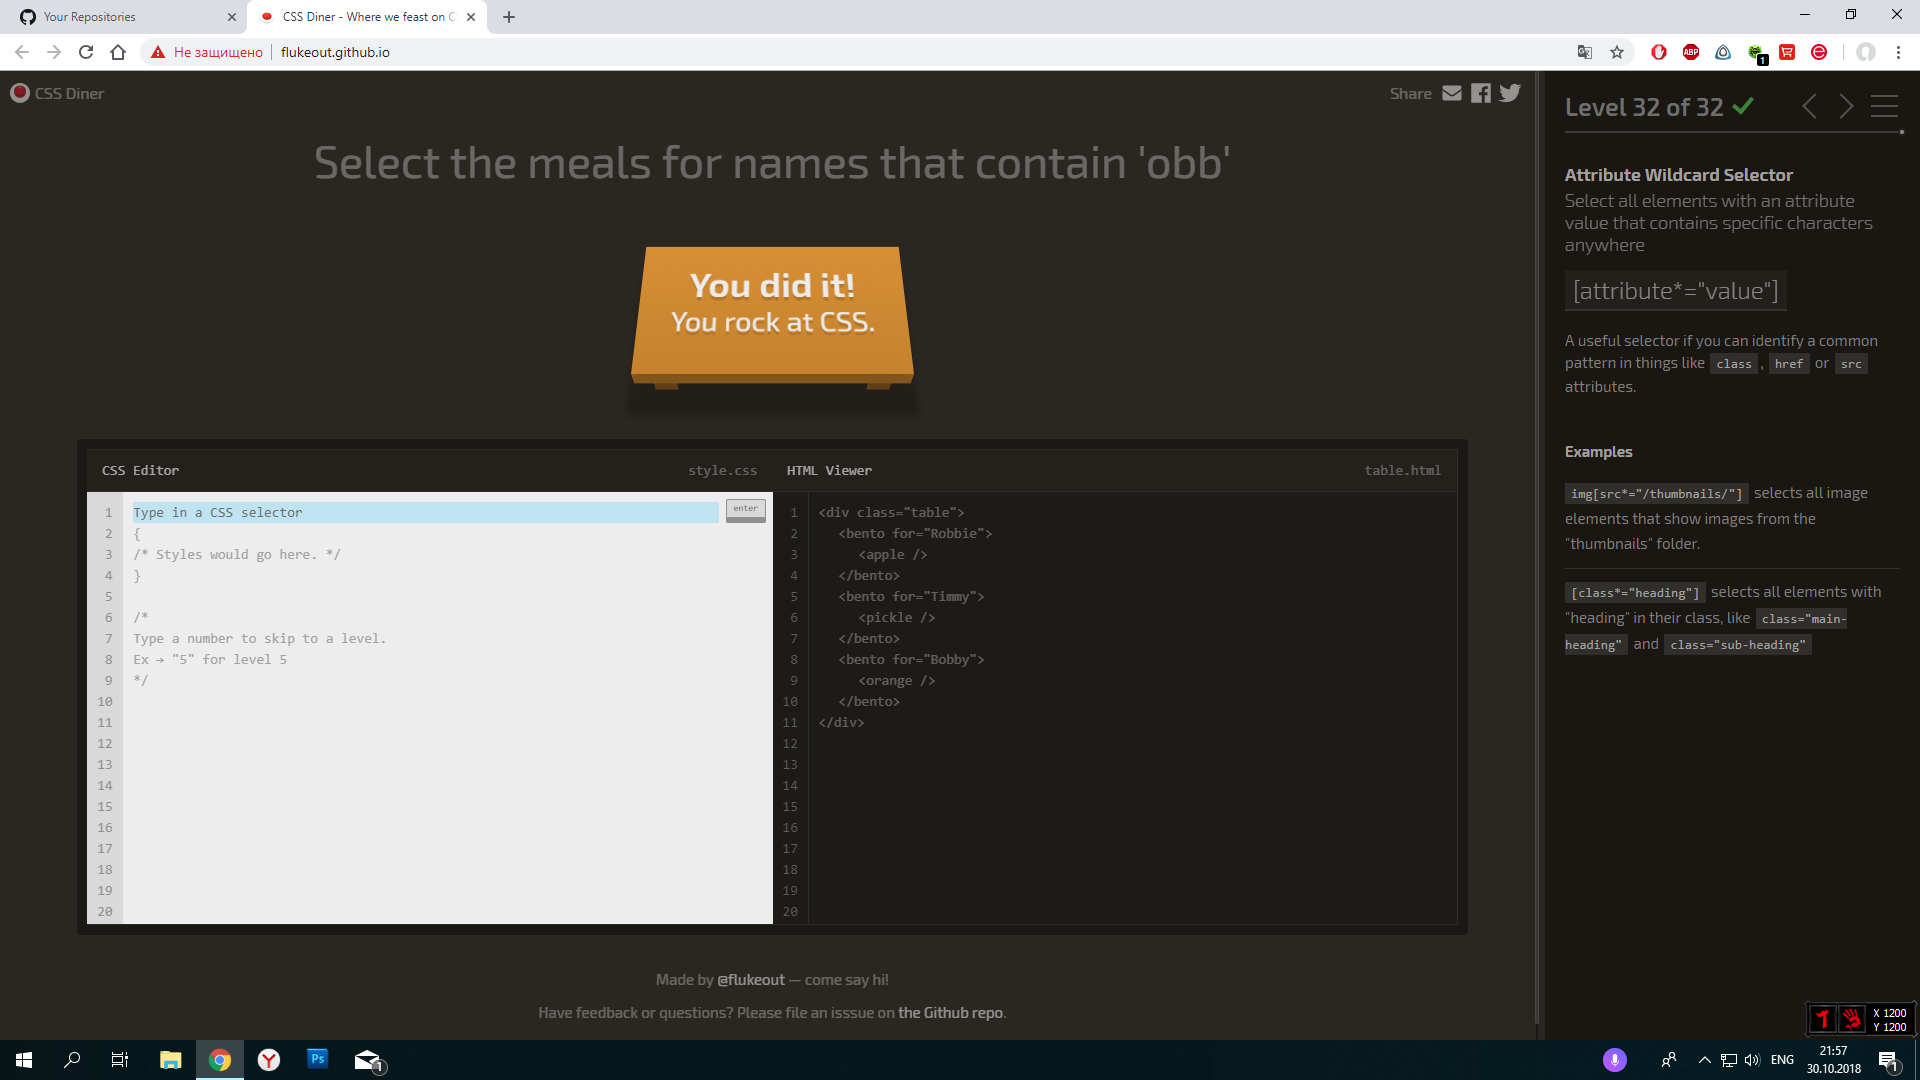 Your Repositories
CSS Diner - Where we feast on C
Не защищено
flukeout.github.io
ABP
1
CSS Diner
Share
Select the meals for names that contain 'obb'
You did it!
You rock at CSS.
CSS Editor
style.css
HTML Viewer
table.html
1 Type in a CSS selector
enter
2 {
3 /* Styles would go here. */
4 }
5
6 /*
7 Type a number to skip to a level.
8 Ex → "5" for level 5
9 */
10
11
12
13
14
15
16
17
18
19
20
1 <div class="table">
2 <bento for="Robbie">
3 <apple />
4 </bento>
5 <bento for="Timmy">
6 <pickle />
7 </bento>
8 <bento for="Bobby">
9 <orange />
10 </bento>
11 </div>
12
13
14
15
16
17
18
19
20
Made by @flukeout — come say hi!
Have feedback or questions? Please file an isssue on the Github repo.
Level 32 of 32
Attribute Wildcard Selector
Select all elements with an attribute
value that contains specific characters
anywhere
[attribute*="value"]
A useful selector if you can identify a common
pattern in things like class , href or src
attributes.
Examples
img[src*="/thumbnails/"] selects all image
elements that show images from the
"thumbnails" folder.
[class*="heading"] selects all elements with
"heading" in their class, like class="main-
heading" and class="sub-heading"
X 1200
Y 1200
Ps
1
ENG
21:57
30.10.2018
1